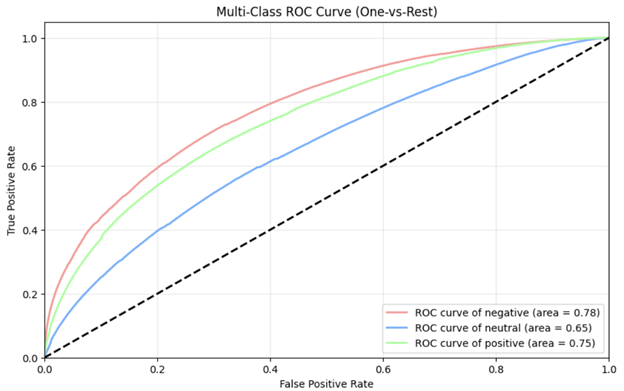 Multi-Class ROC Curve (One-vs-Rest)
True Positive Rate
1.0
0.8
0.6
0.4
0.2
0.0
ROC curve of negative (area = 0.78)
ROC curve of neutral (area = 0.65)
ROC curve of positive (area = 0.75)
0.0 0.2 0.4 0.6 0.8 1.0
False Positive Rate